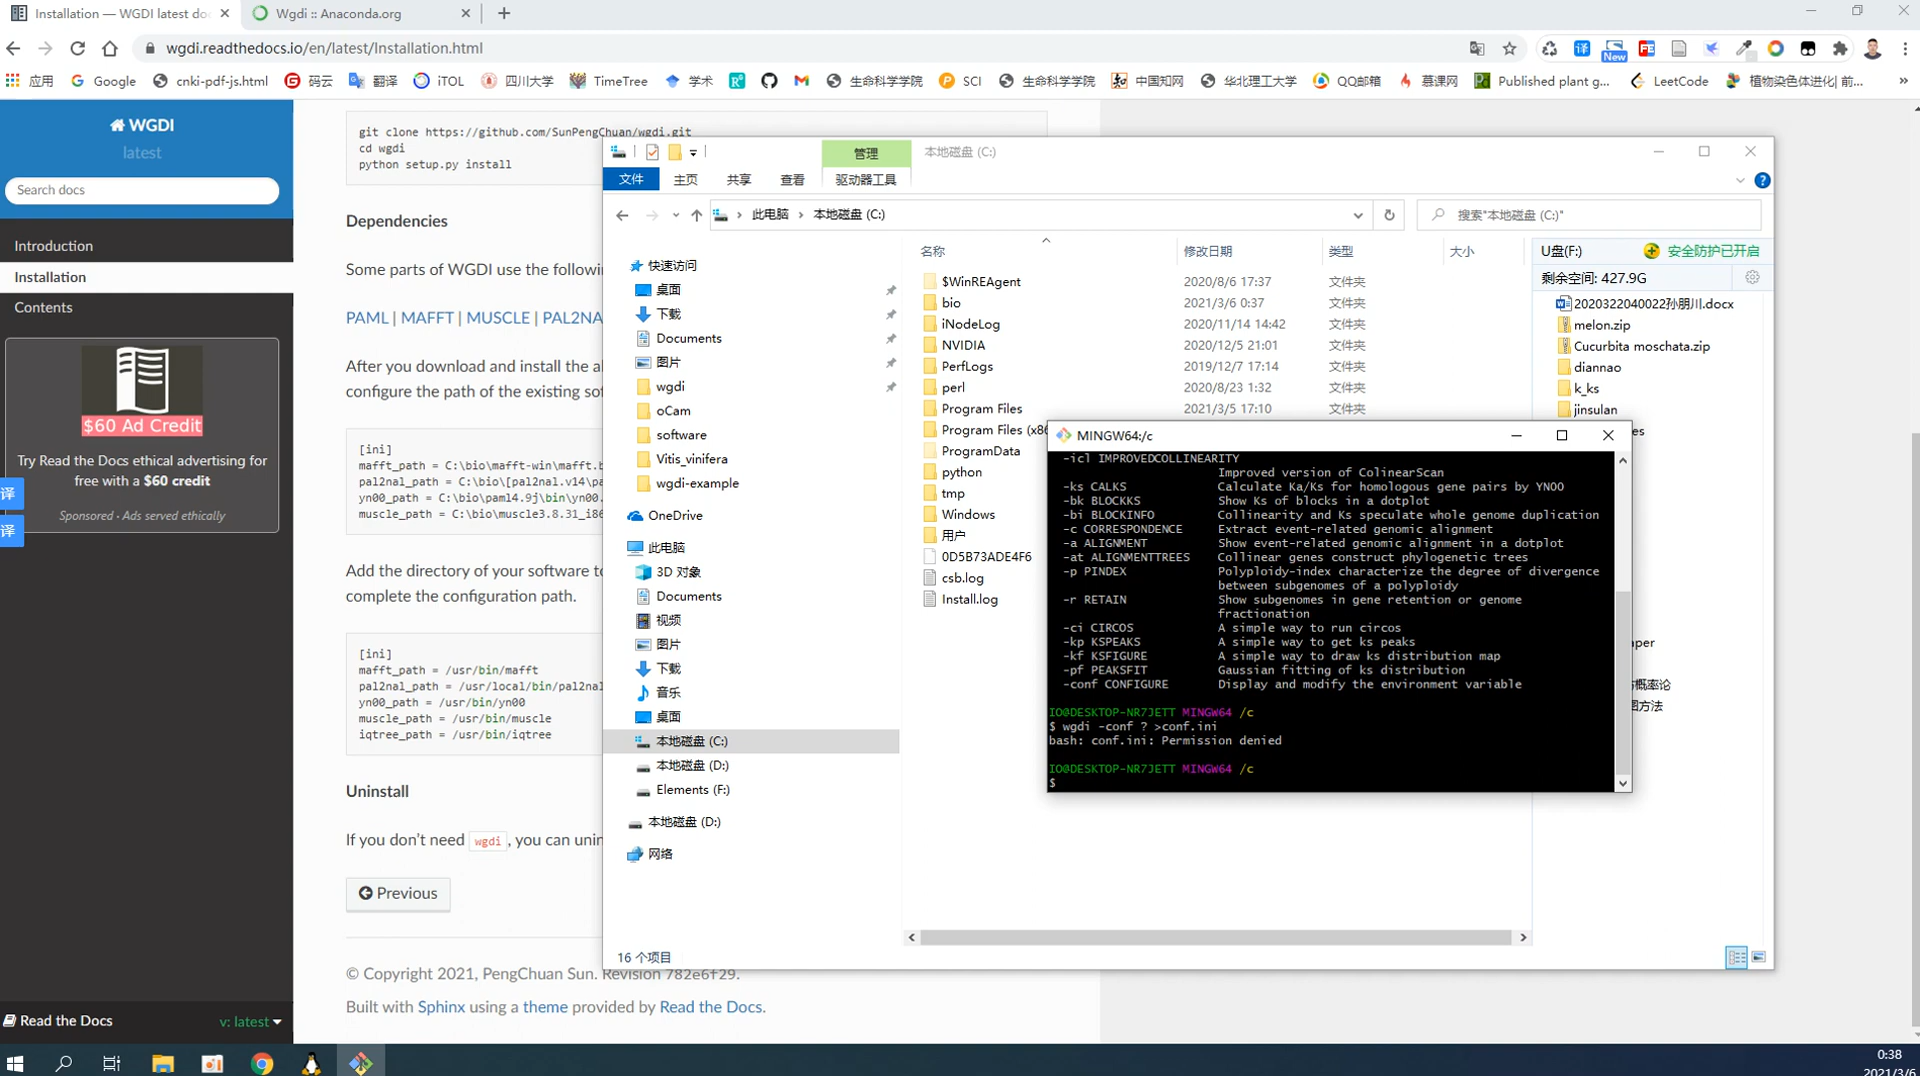 Installation — WGDI latest do
Wgdi :: Anaconda.org
wgdi.readthedocs.io/en/latest/Installation.html
New
应用
Google
cnki-pdf-js.html
码云
翻译
iTOL
四川大学
TimeTree
学术
生命科学学院
SCI
生命科学学院
中国知网
华北理工大学
QQ邮箱
慕课网
Published plant g...
LeetCode
植物染色体进化| 前...
WGDI
latest
Search docs
Introduction
Installation
Contents
$60 Ad Credit
Try Read the Docs ethical advertising for
free with a $60 credit
Sponsored · Ads served ethically
译
译
Read the Docs
v: latest
git clone https://github.com/SunPengChuan/wgdi.git
cd wgdi
python setup.py install
Dependencies
Some parts of WGDI use the followin
PAML | MAFFT | MUSCLE | PAL2NA
After you download and install the al
configure the path of the existing sof
[ini]
mafft_path = C:\bio\mafft-win\mafft.b
pal2nal_path = C:\bio\[pal2nal.v14\pa
yn00_path = C:\bio\paml4.9j\bin\yn00.
muscle_path = C:\bio\muscle3.8.31_i86
Add the directory of your software to
complete the configuration path.
[ini]
mafft_path = /usr/bin/mafft
pal2nal_path = /usr/local/bin/pal2nal
yn00_path = /usr/bin/yn00
muscle_path = /usr/bin/muscle
iqtree_path = /usr/bin/iqtree
Uninstall
If you don't need wgdi, you can unin
Previous
© Copyright 2021, PengChuan Sun. Revision 782e6f29.
Built with Sphinx using a theme provided by Read the Docs.
管理
本地磁盘 (C:)
文件
主页
共享
查看
驱动器工具
此电脑
本地磁盘 (C:)
搜索"本地磁盘 (C:)"
快速访问
桌面
下载
Documents
图片
wgdi
oCam
software
Vitis_vinifera
wgdi-example
OneDrive
此电脑
3D 对象
Documents
视频
图片
下载
音乐
桌面
本地磁盘 (C:)
本地磁盘 (D:)
Elements (F:)
本地磁盘 (D:)
网络
16 个项目
名称 修改日期 类型 大小
$WinREAgent 2020/8/6 17:37 文件夹
bio 2021/3/6 0:37 文件夹
iNodeLog 2020/11/14 14:42 文件夹
NVIDIA 2020/12/5 21:01 文件夹
PerfLogs 2019/12/7 17:14 文件夹
perl 2020/8/23 1:32 文件夹
Program Files 2021/3/5 17:10 文件夹
Program Files (x86
ProgramData
python
tmp
Windows
用户
0D5B73ADE4F6
csb.log
Install.log
U盘(F:)
安全防护已开启
剩余空间: 427.9G
2020322040022孙朋川.docx
melon.zip
Cucurbita moschata.zip
diannao
k_ks
jinsulan
es
aper
概率论
图方法
MINGW64:/c
-icl IMPROVEDCOLLINEARITY
Improved version of ColinearScan
-ks CALKS Calculate Ka/Ks for homologous gene pairs by YN00
-bk BLOCKKS Show Ks of blocks in a dotplot
-bi BLOCKINFO Collinearity and Ks speculate whole genome duplication
-c CORRESPONDENCE Extract event-related genomic alignment
-a ALIGNMENT Show event-related genomic alignment in a dotplot
-at ALIGNMENTTREES Collinear genes construct phylogenetic trees
-p PINDEX Polyploidy-index characterize the degree of divergence
between subgenomes of a polyploidy
-r RETAIN Show subgenomes in gene retention or genome
fractionation
-ci CIRCOS A simple way to run circos
-kp KSPEAKS A simple way to get ks peaks
-kf KSFIGURE A simple way to draw ks distribution map
-pf PEAKSFIT Gaussian fitting of ks distribution
-conf CONFIGURE Display and modify the environment variable
IO@DESKTOP-NR7JETT MINGW64 /c
$ wgdi -conf ? >conf.ini
bash: conf.ini: Permission denied
IO@DESKTOP-NR7JETT MINGW64 /c
$
0:38
2021/3/6